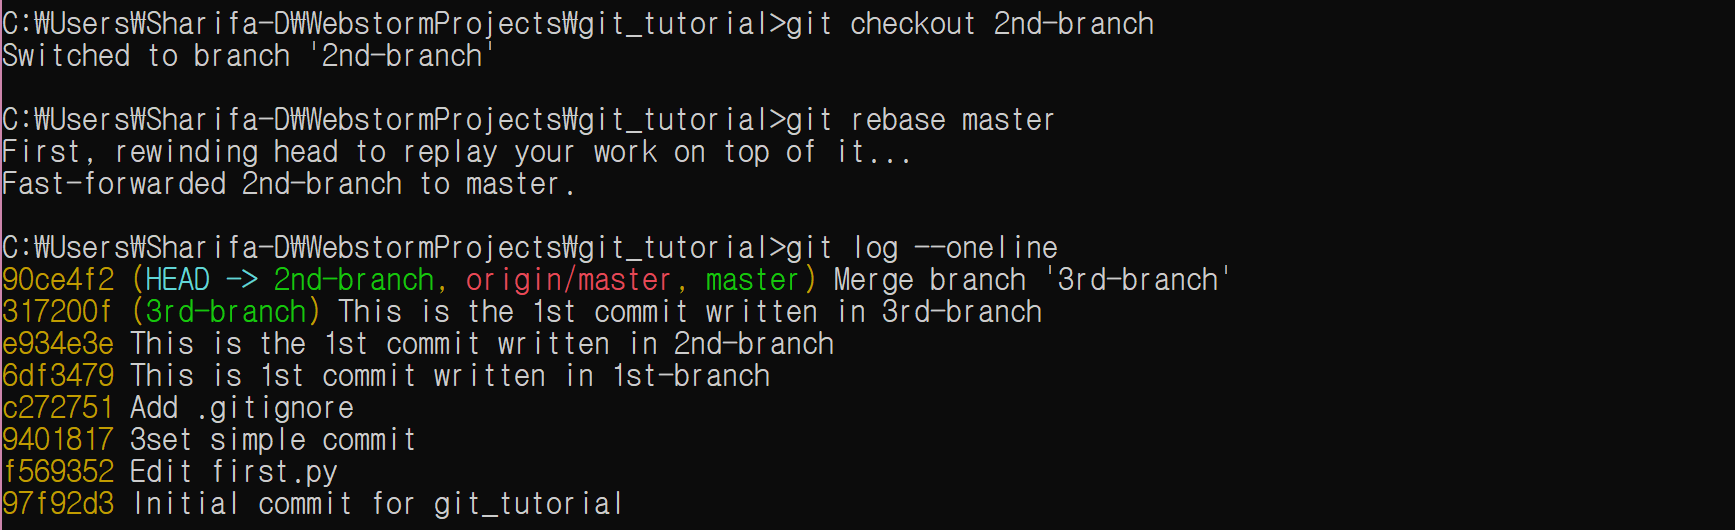 C:₩Users₩Sharifa-D₩WebstormProjects₩git_tutorial>git checkout 2nd-branch
Switched to branch '2nd-branch'
C:₩Users₩Sharifa-D₩WebstormProjects₩git_tutorial>git rebase master
First, rewinding head to replay your work on top of it...
Fast-forwarded 2nd-branch to master.
C:₩Users₩Sharifa-D₩WebstormProjects₩git_tutorial>git log --oneline
90ce4f2 (HEAD -> 2nd-branch, origin/master, master) Merge branch '3rd-branch'
317200f (3rd-branch) This is the 1st commit written in 3rd-branch
e934e3e This is the 1st commit written in 2nd-branch
6df3479 This is 1st commit written in 1st-branch
c272751 Add .gitignore
9401817 3set simple commit
f569352 Edit first.py
97f92d3 Initial commit for git_tutorial